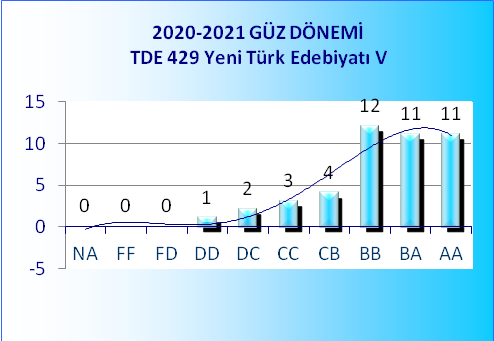 2020-2021 GÜZ DÖNEMİ
TDE 429 Yeni Türk Edebiyatı V
15
10
5
0
-5
0 0 0 1 2 3 4 12 11 11
NA FF FD DD DC CC CB BB BA AA